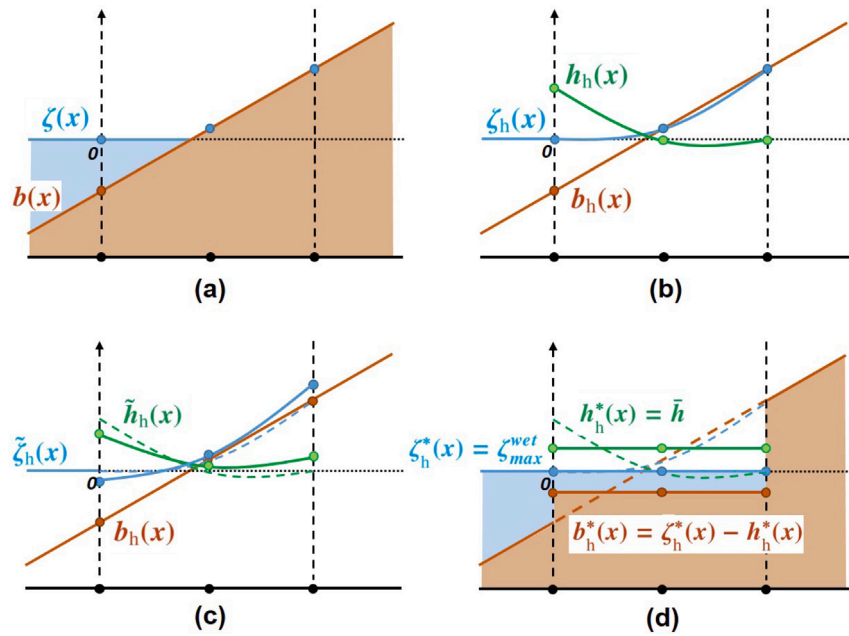 ζ(x)
0
b(x)
(a)
h_h(x)
ζ_h(x)
0
b_h(x)
(b)
h̃_h(x)
ζ̃_h(x)
0
b_h(x)
(c)
h*_h(x) = h̄
ζ*_h(x) = ζ^wet_max
0
b*_h(x) = ζ*_h(x) − h*_h(x)
(d)